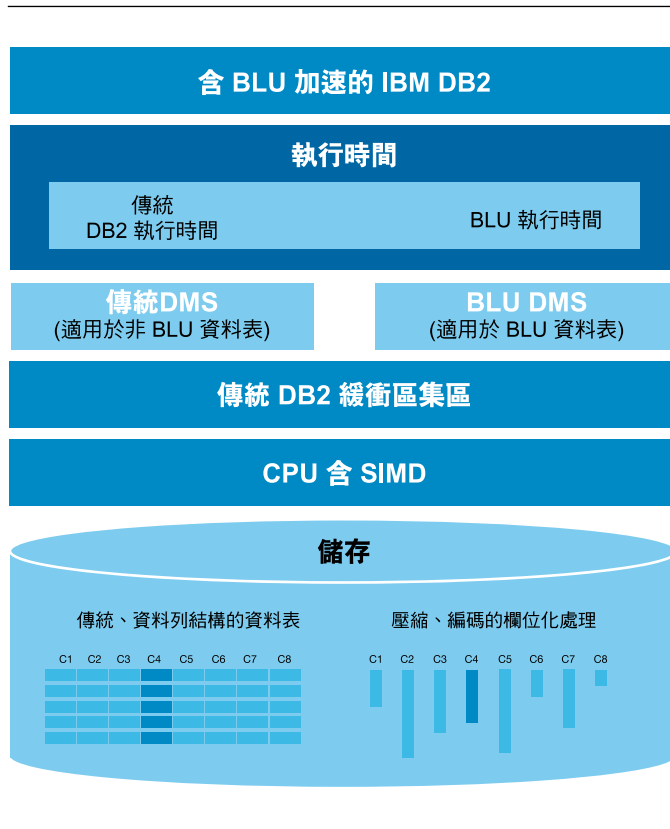 含 BLU 加速的 IBM DB2
執行時間
傳統
DB2 執行時間
BLU 執行時間
傳統DMS
(適用於非 BLU 資料表)
BLU DMS
(適用於 BLU 資料表)
傳統 DB2 緩衝區集區
CPU 含 SIMD
儲存
傳統、資料列結構的資料表
C1 C2 C3 C4 C5 C6 C7 C8
壓縮、編碼的欄位化處理
C1 C2 C3 C4 C5 C6 C7 C8